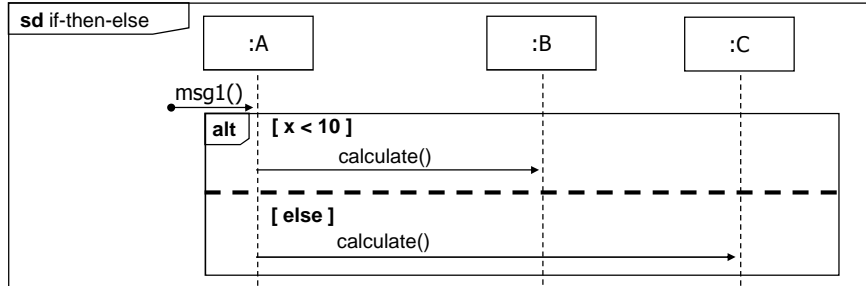 sd if-then-else
:A
:B
:C
msg1()
alt [ x < 10 ]
calculate()
[ else ]
calculate()